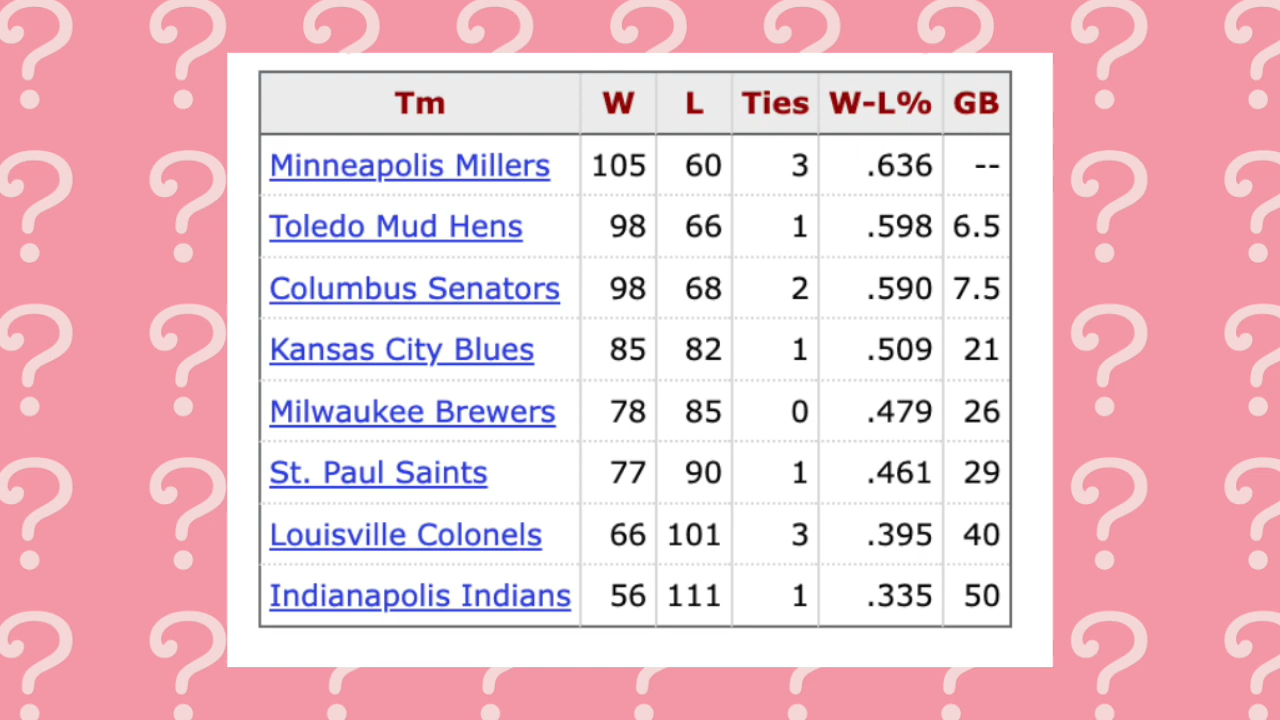 Tm W L Ties W-L% GB
Minneapolis Millers 105 60 3 .636 --
Toledo Mud Hens 98 66 1 .598 6.5
Columbus Senators 98 68 2 .590 7.5
Kansas City Blues 85 82 1 .509 21
Milwaukee Brewers 78 85 0 .479 26
St. Paul Saints 77 90 1 .461 29
Louisville Colonels 66 101 3 .395 40
Indianapolis Indians 56 111 1 .335 50